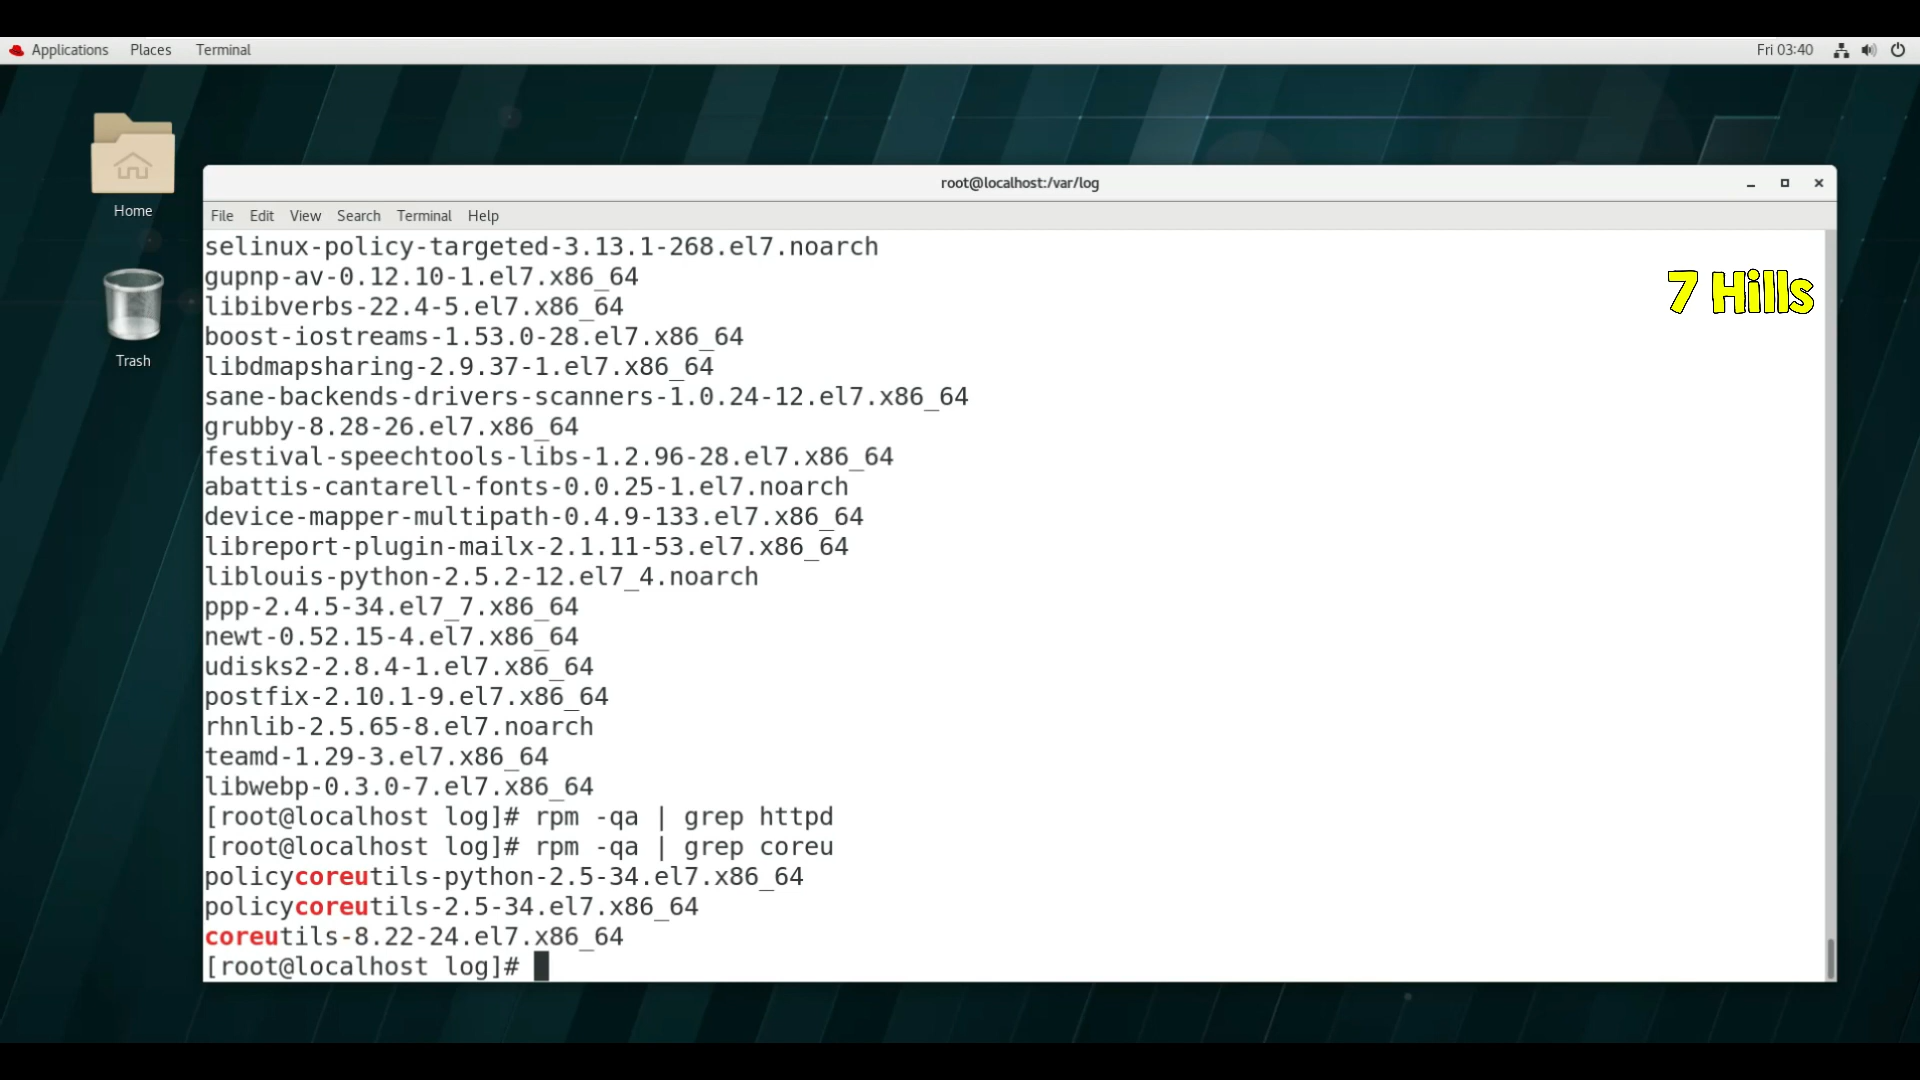 Applications Places Terminal Fri 03:40
Home
Trash
root@localhost:/var/log
File Edit View Search Terminal Help
selinux-policy-targeted-3.13.1-268.el7.noarch
gupnp-av-0.12.10-1.el7.x86_64
libibverbs-22.4-5.el7.x86_64
boost-iostreams-1.53.0-28.el7.x86_64
libdmapsharing-2.9.37-1.el7.x86_64
sane-backends-drivers-scanners-1.0.24-12.el7.x86_64
grubby-8.28-26.el7.x86_64
festival-speechtools-libs-1.2.96-28.el7.x86_64
abattis-cantarell-fonts-0.0.25-1.el7.noarch
device-mapper-multipath-0.4.9-133.el7.x86_64
libreport-plugin-mailx-2.1.11-53.el7.x86_64
liblouis-python-2.5.2-12.el7_4.noarch
ppp-2.4.5-34.el7_7.x86_64
newt-0.52.15-4.el7.x86_64
udisks2-2.8.4-1.el7.x86_64
postfix-2.10.1-9.el7.x86_64
rhnlib-2.5.65-8.el7.noarch
teamd-1.29-3.el7.x86_64
libwebp-0.3.0-7.el7.x86_64
[root@localhost log]# rpm -qa | grep httpd
[root@localhost log]# rpm -qa | grep coreu
policycoreutils-python-2.5-34.el7.x86_64
policycoreutils-2.5-34.el7.x86_64
coreutils-8.22-24.el7.x86_64
[root@localhost log]#
7 Hills